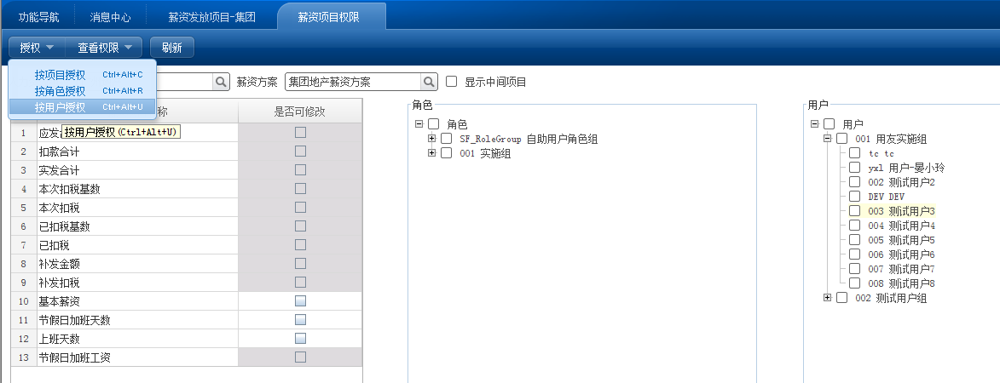 功能导航 消息中心 薪资发放项目-集团 薪资项目权限
授权 查看权限 刷新
按项目授权 Ctrl+Alt+C
按角色授权 Ctrl+Alt+R
按用户授权 Ctrl+Alt+U
按用户授权(Ctrl+Alt+U)
薪资方案 集团地产薪资方案 显示中间项目
称 是否可修改
1 应发
2 扣款合计
3 实发合计
4 本次扣税基数
5 本次扣税
6 已扣税基数
7 已扣税
8 补发金额
9 补发扣税
10 基本薪资
11 节假日加班天数
12 上班天数
13 节假日加班工资
角色
角色
SF_RoleGroup 自助用户角色组
001 实施组
用户
用户
001 用友实施组
tc tc
yxl 用户-晏小玲
002 测试用户2
DEV DEV
003 测试用户3
004 测试用户4
005 测试用户5
006 测试用户6
007 测试用户7
008 测试用户8
002 测试用户组